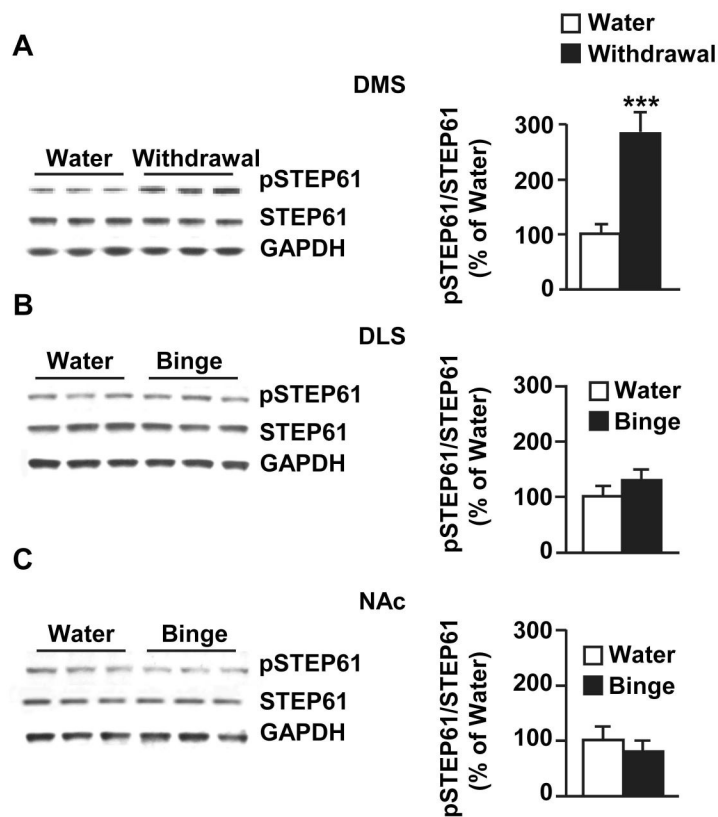 A
DMS
Water
Withdrawal
Water Withdrawal
pSTEP61
STEP61
GAPDH
pSTEP61/STEP61
(% of Water)
300
200
100
0
***
B
DLS
Water Binge
pSTEP61
STEP61
GAPDH
pSTEP61/STEP61
(% of Water)
300
200
100
0
Water
Binge
C
NAc
Water Binge
pSTEP61
STEP61
GAPDH
pSTEP61/STEP61
(% of Water)
300
200
100
0
Water
Binge